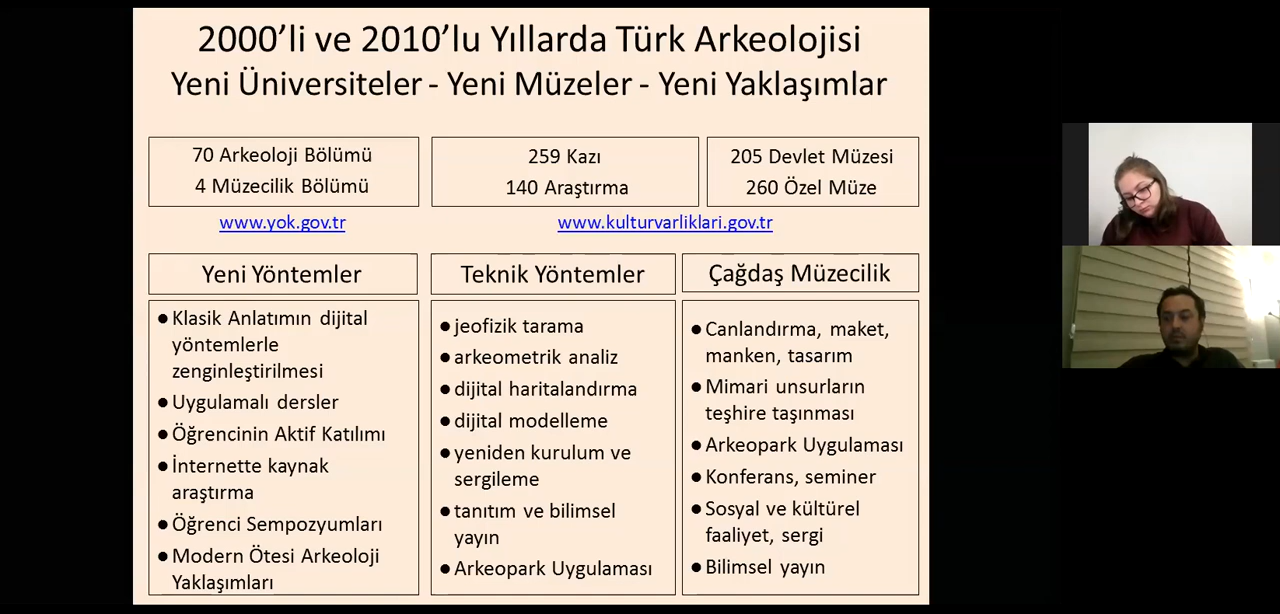 2000’li ve 2010’lu Yıllarda Türk Arkeolojisi
Yeni Üniversiteler - Yeni Müzeler - Yeni Yaklaşımlar
70 Arkeoloji Bölümü
4 Müzecilik Bölümü
259 Kazı
140 Araştırma
205 Devlet Müzesi
260 Özel Müze
www.yok.gov.tr
www.kulturvarliklari.gov.tr
Yeni Yöntemler
● Klasik Anlatımın dijital
yöntemlerle
zenginleştirilmesi
● Uygulamalı dersler
● Öğrencinin Aktif Katılımı
● İnternette kaynak
araştırma
● Öğrenci Sempozyumları
● Modern Ötesi Arkeoloji
Yaklaşımları
Teknik Yöntemler
● jeofizik tarama
● arkeometrik analiz
● dijital haritalandırma
● dijital modelleme
● yeniden kurulum ve
sergileme
● tanıtım ve bilimsel
yayın
● Arkeopark Uygulaması
Çağdaş Müzecilik
● Canlandırma, maket,
manken, tasarım
● Mimari unsurların
teşhire taşınması
● Arkeopark Uygulaması
● Konferans, seminer
● Sosyal ve kültürel
faaliyet, sergi
● Bilimsel yayın